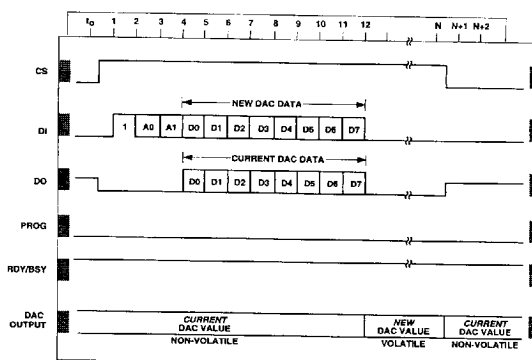 to 1 2 3 4 5 6 7 8 9 10 11 12 N N+1 N+2
CS
NEW DAC DATA
DI 1 A0 A1 D0 D1 D2 D3 D4 D5 D6 D7
CURRENT DAC DATA
DO D0 D1 D2 D3 D4 D5 D6 D7
PROG
RDY/BSY
DAC OUTPUT
CURRENT DAC VALUE
NON-VOLATILE
NEW DAC VALUE
VOLATILE
CURRENT DAC VALUE
NON-VOLATILE